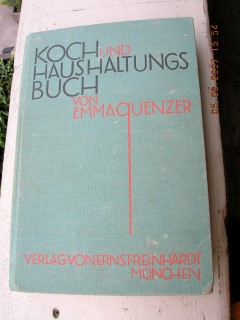 KOCH UND
HAUSHALTUNGS
BUCH
VON
EMMA QUENZER
VERLAG·VON·ERNST·REINHARDT
MÜNCHEN